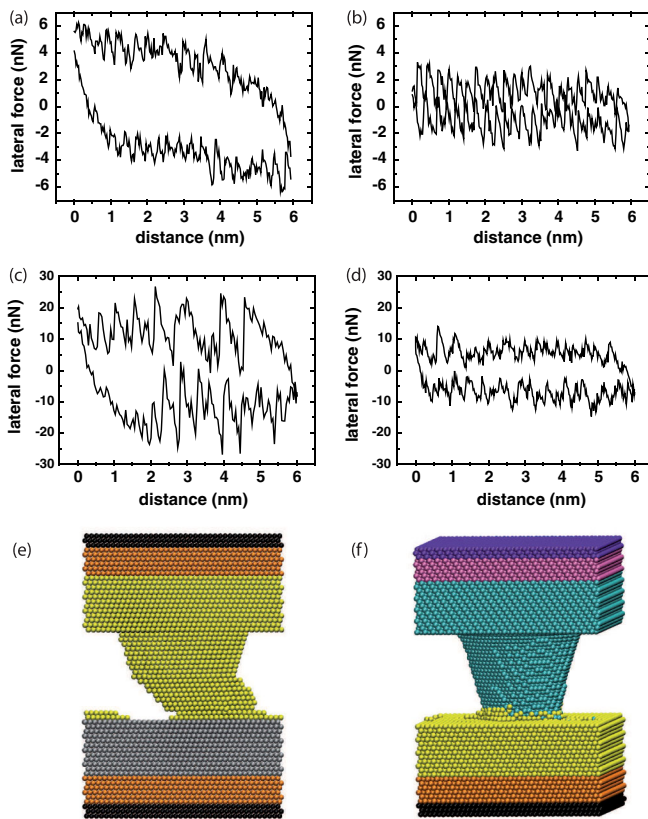 (a)
6
4
2
0
-2
-4
-6
lateral force (nN)
0 1 2 3 4 5 6
distance (nm)
(b)
6
4
2
0
-2
-4
-6
lateral force (nN)
0 1 2 3 4 5 6
distance (nm)
(c)
30
20
10
0
-10
-20
-30
lateral force (nN)
0 1 2 3 4 5 6
distance (nm)
(d)
30
20
10
0
-10
-20
-30
lateral force (nN)
0 1 2 3 4 5 6
distance (nm)
(e)
(f)